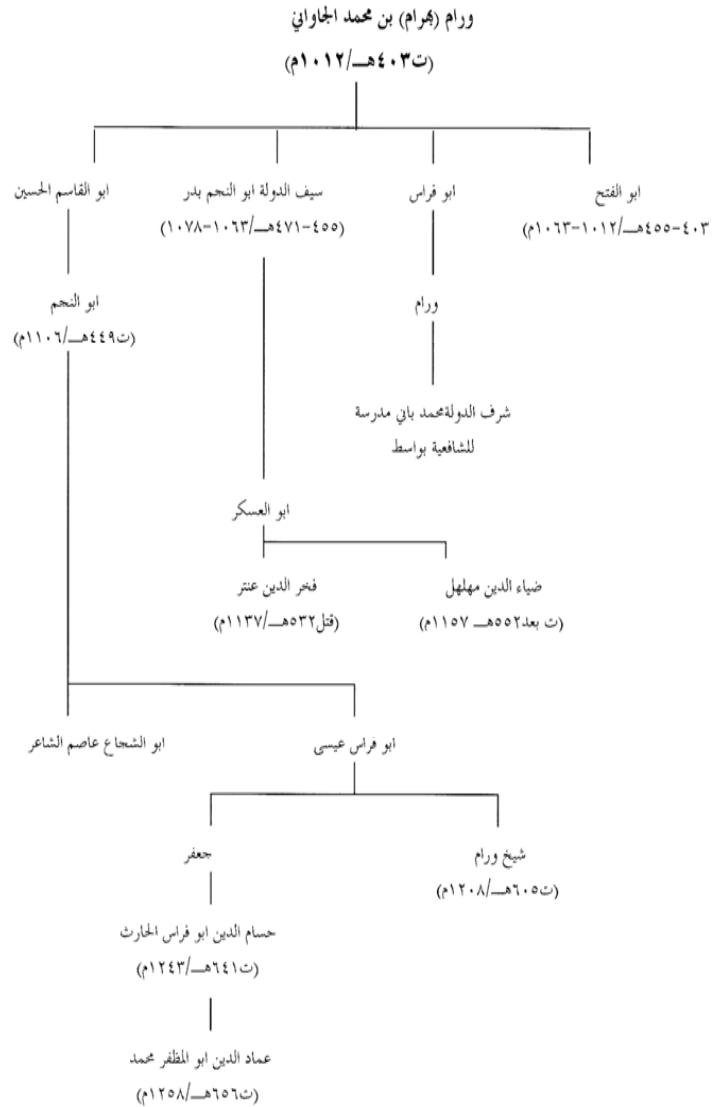 ورام (بهرام) بن محمد الجاواني
(ت٤٠٣هـ/١٠١٢م)
ابو الفتح
٤٠٣-٤٥٥هـ/١٠١٢-١٠٦٣م)
ابو فراس
سيف الدولة ابو النجم بدر
(٤٥٥-٤٧١هـ/١٠٦٣-١٠٧٨)
ابو القاسم الحسين
ورام
ابو النجم
(ت٤٤٩هـ/١١٠٦م)
شرف الدولةمحمد باني مدرسة
للشافعية بواسط
ابو العسكر
ضياء الدين مهلهل
(ت بعد٥٥٢هـ ١١٥٧م)
فخر الدين عنتر
(قتل٥٣٢هـ/١١٣٧م)
ابو فراس عيسى
ابو الشجاع عاصم الشاعر
شيخ ورام
(ت٦٠٥هـ/١٢٠٨م)
جعفر
حسام الدين ابو فراس الحارث
(ت٦٤١هـ/١٢٤٣م)
عماد الدين ابو المظفر محمد
(ت٦٥٦هـ/١٢٥٨م)